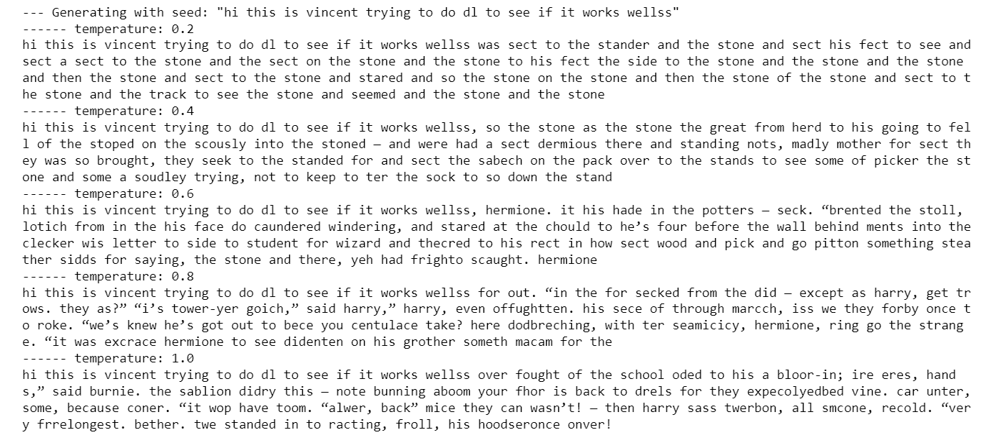 --- Generating with seed: "hi this is vincent trying to do dl to see if it works wellss"
------ temperature: 0.2
hi this is vincent trying to do dl to see if it works wellss was sect to the stander and the stone and sect his fect to see and
sect a sect to the stone and the sect on the stone and the stone to his fect the side to the stone and the stone and the stone
and then the stone and sect to the stone and stared and so the stone on the stone and then the stone of the stone and sect to t
he stone and the track to see the stone and seemed and the stone and the stone
------ temperature: 0.4
hi this is vincent trying to do dl to see if it works wellss, so the stone as the stone the great from herd to his going to fel
l of the stoped on the scously into the stoned — and were had a sect dermious there and standing nots, madly mother for sect th
ey was so brought, they seek to the standed for and sect the sabech on the pack over to the stands to see some of picker the st
one and some a soudley trying, not to keep to ter the sock to so down the stand
------ temperature: 0.6
hi this is vincent trying to do dl to see if it works wellss, hermione. it his hade in the potters — seck. “brented the stoll,
lotich from in the his face do caundered windering, and stared at the chould to he’s four before the wall behind ments into the
clecker wis letter to side to student for wizard and thecred to his rect in how sect wood and pick and go pitton something stea
ther sidds for saying, the stone and there, yeh had frighto scaught. hermione
------ temperature: 0.8
hi this is vincent trying to do dl to see if it works wellss for out. “in the for secked from the did — except as harry, get tr
ows. they as?” “i’s tower-yer goich,” said harry,” harry, even offughtten. his sece of through marcch, iss we they forby once t
o roke. “we’s knew he’s got out to bece you centulace take? here dodbreching, with ter seamicicy, hermione, ring go the strang
e. “it was excrace hermione to see didenten on his grother someth macam for the
------ temperature: 1.0
hi this is vincent trying to do dl to see if it works wellss over fought of the school oded to his a bloor-in; ire eres, hand
s,” said burnie. the sablion didry this — note bunning aboom your fhor is back to drels for they expecolyedbed vine. car unter,
some, because coner. “it wop have toom. “alwer, back” mice they can wasn’t! — then harry sass twerbon, all smcone, recold. “ver
y frrelongest. bether. twe standed in to racting, froll, his hoodseronce onver!